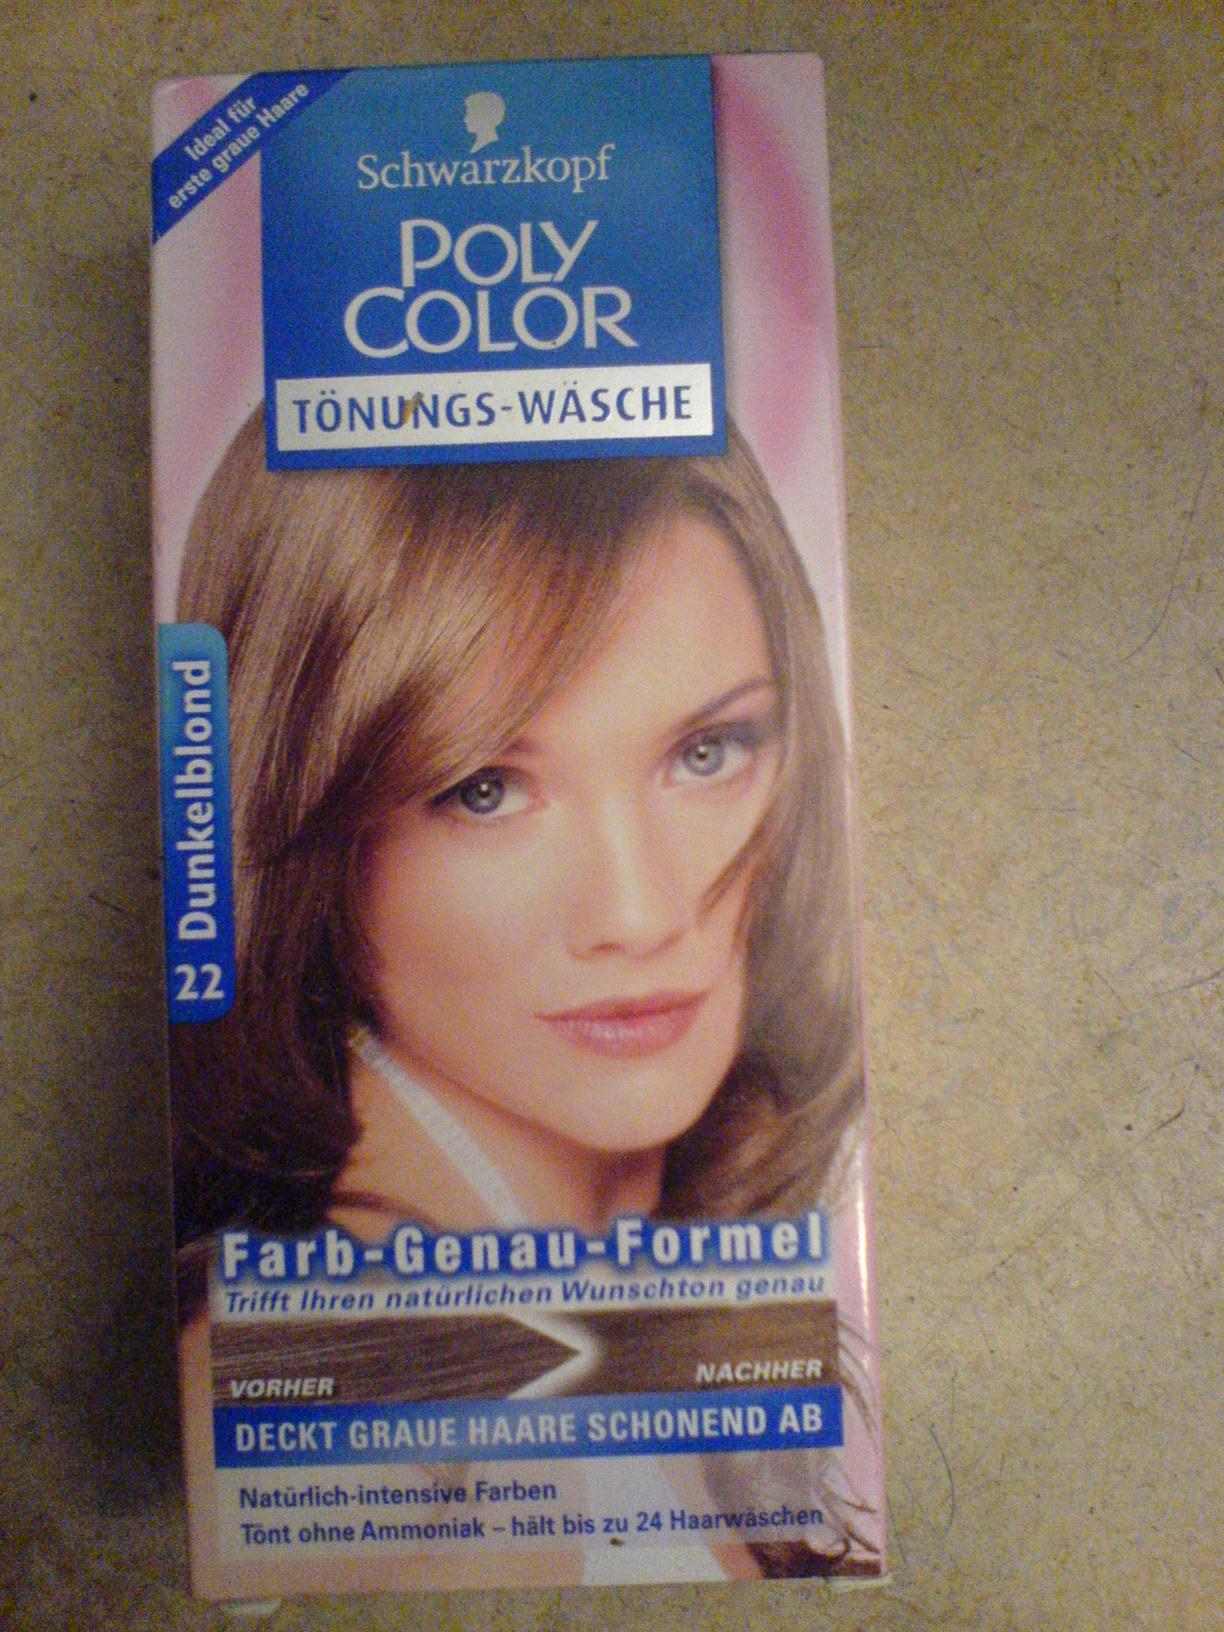 Ideal für
erste graue Haare
Schwarzkopf
POLY
COLOR
TÖNUNGS-WÄSCHE
22 Dunkelblond
Farb-Genau-Formel
Trifft Ihren natürlichen Wunschton genau
VORHER
NACHHER
DECKT GRAUE HAARE SCHONEND AB
Natürlich-intensive Farben
Tönt ohne Ammoniak – hält bis zu 24 Haarwäschen